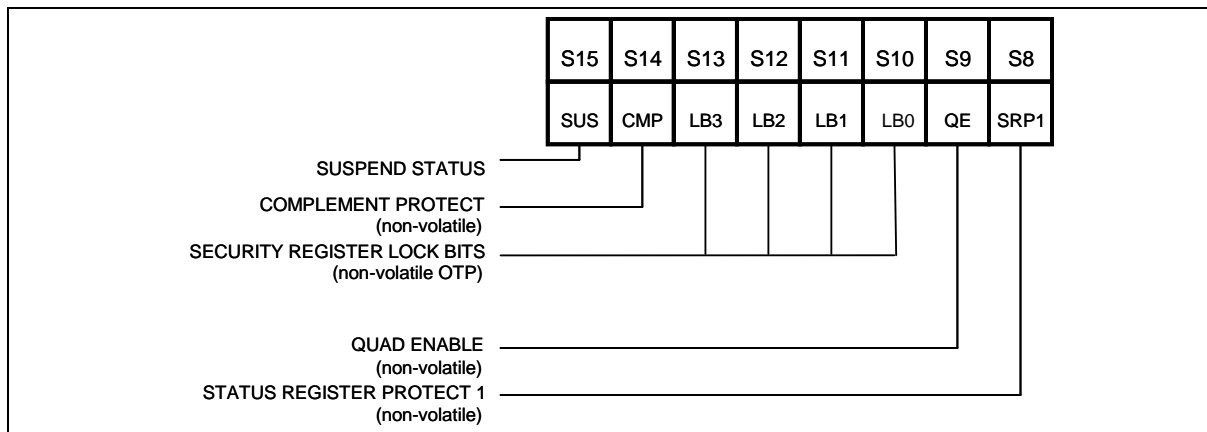 S15 S14 S13 S12 S11 S10 S9 S8
SUS CMP LB3 LB2 LB1 LB0 QE SRP1
SUSPEND STATUS
COMPLEMENT PROTECT
(non-volatile)
SECURITY REGISTER LOCK BITS
(non-volatile OTP)
QUAD ENABLE
(non-volatile)
STATUS REGISTER PROTECT 1
(non-volatile)